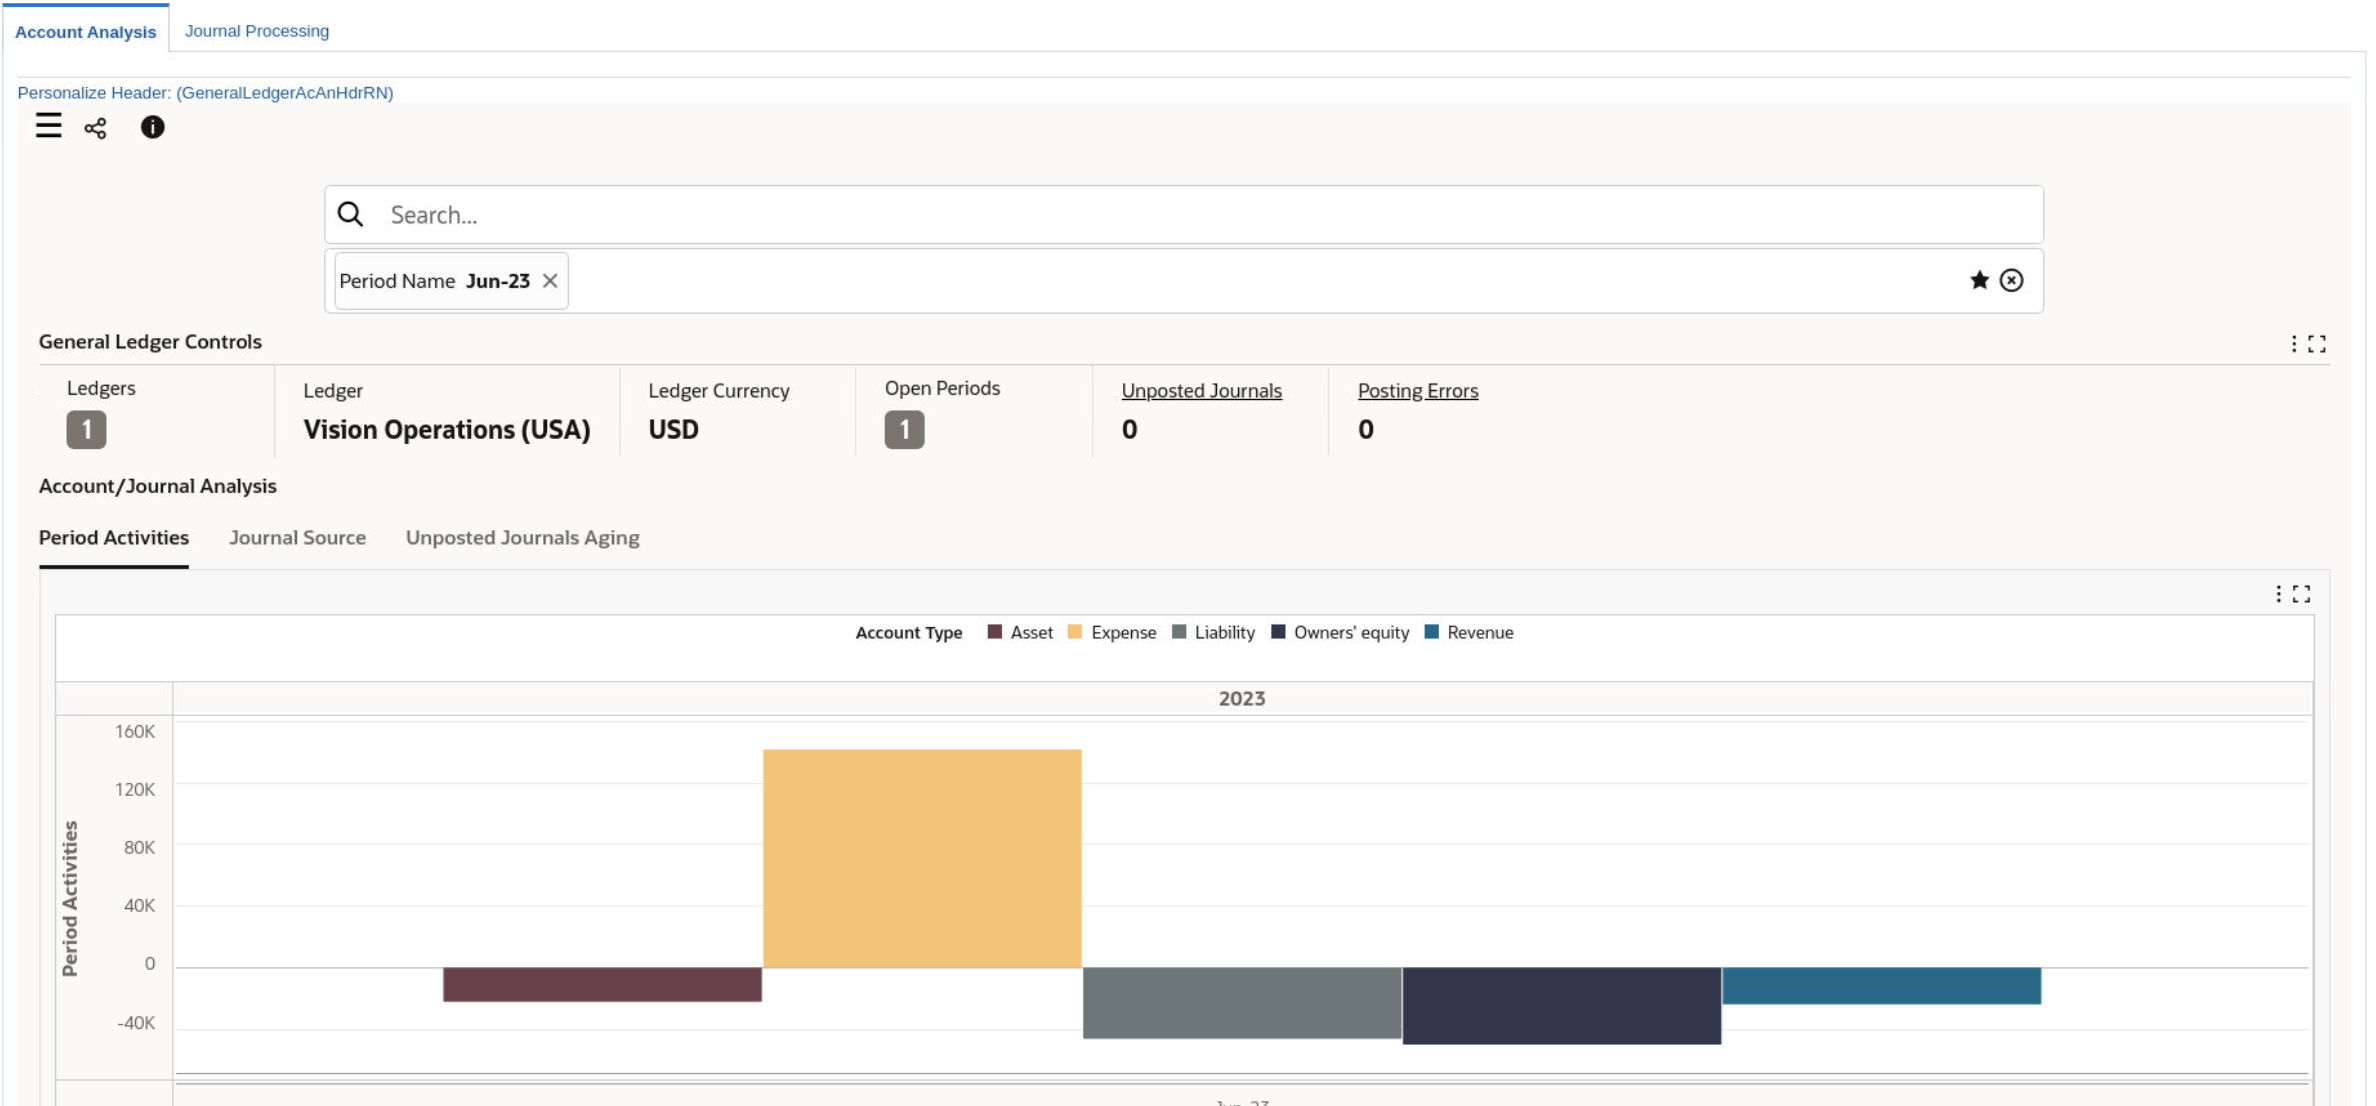 Account Analysis Journal Processing
Personalize Header: (GeneralLedgerAcAnHdrRN)
Search...
Period Name Jun-23
General Ledger Controls
Ledgers Ledger Ledger Currency Open Periods Unposted Journals Posting Errors
1 Vision Operations (USA) USD 1 0 0
Account/Journal Analysis
Period Activities Journal Source Unposted Journals Aging
Account Type Asset Expense Liability Owners' equity Revenue
2023
160K
120K
80K
40K
0
-40K
Period Activities
Jun-23